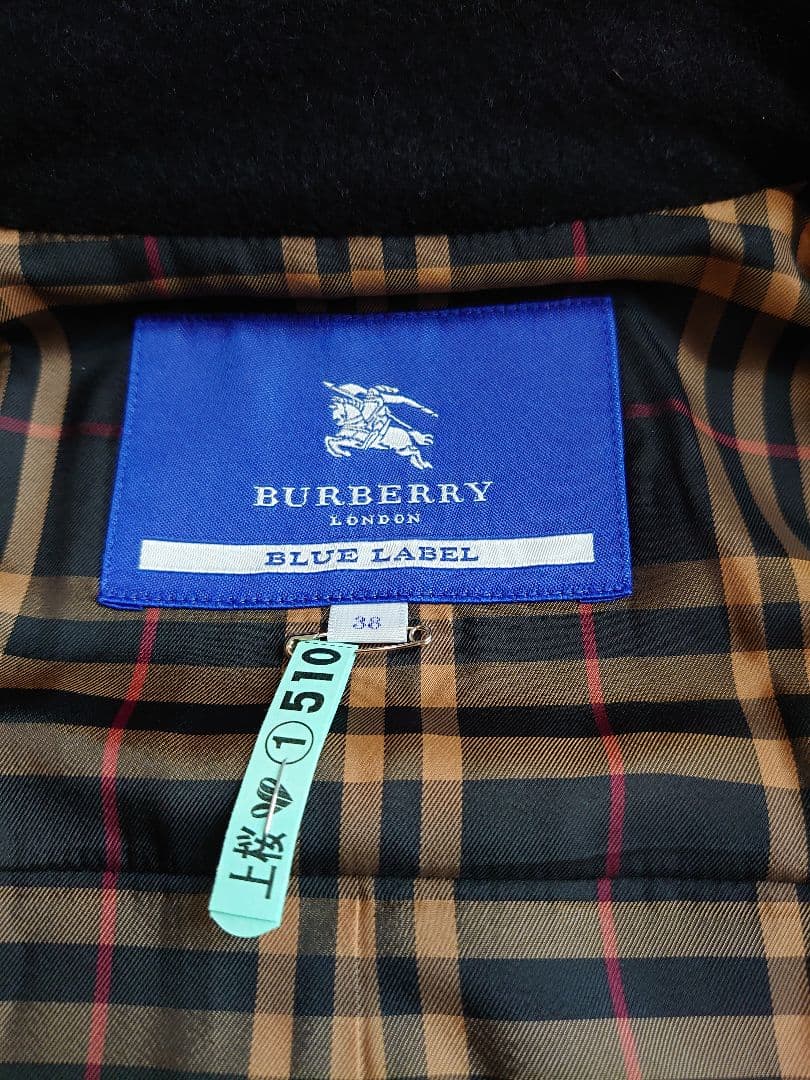 BURBERRY
LONDON
BLUE LABEL
38
上桜 ① 510